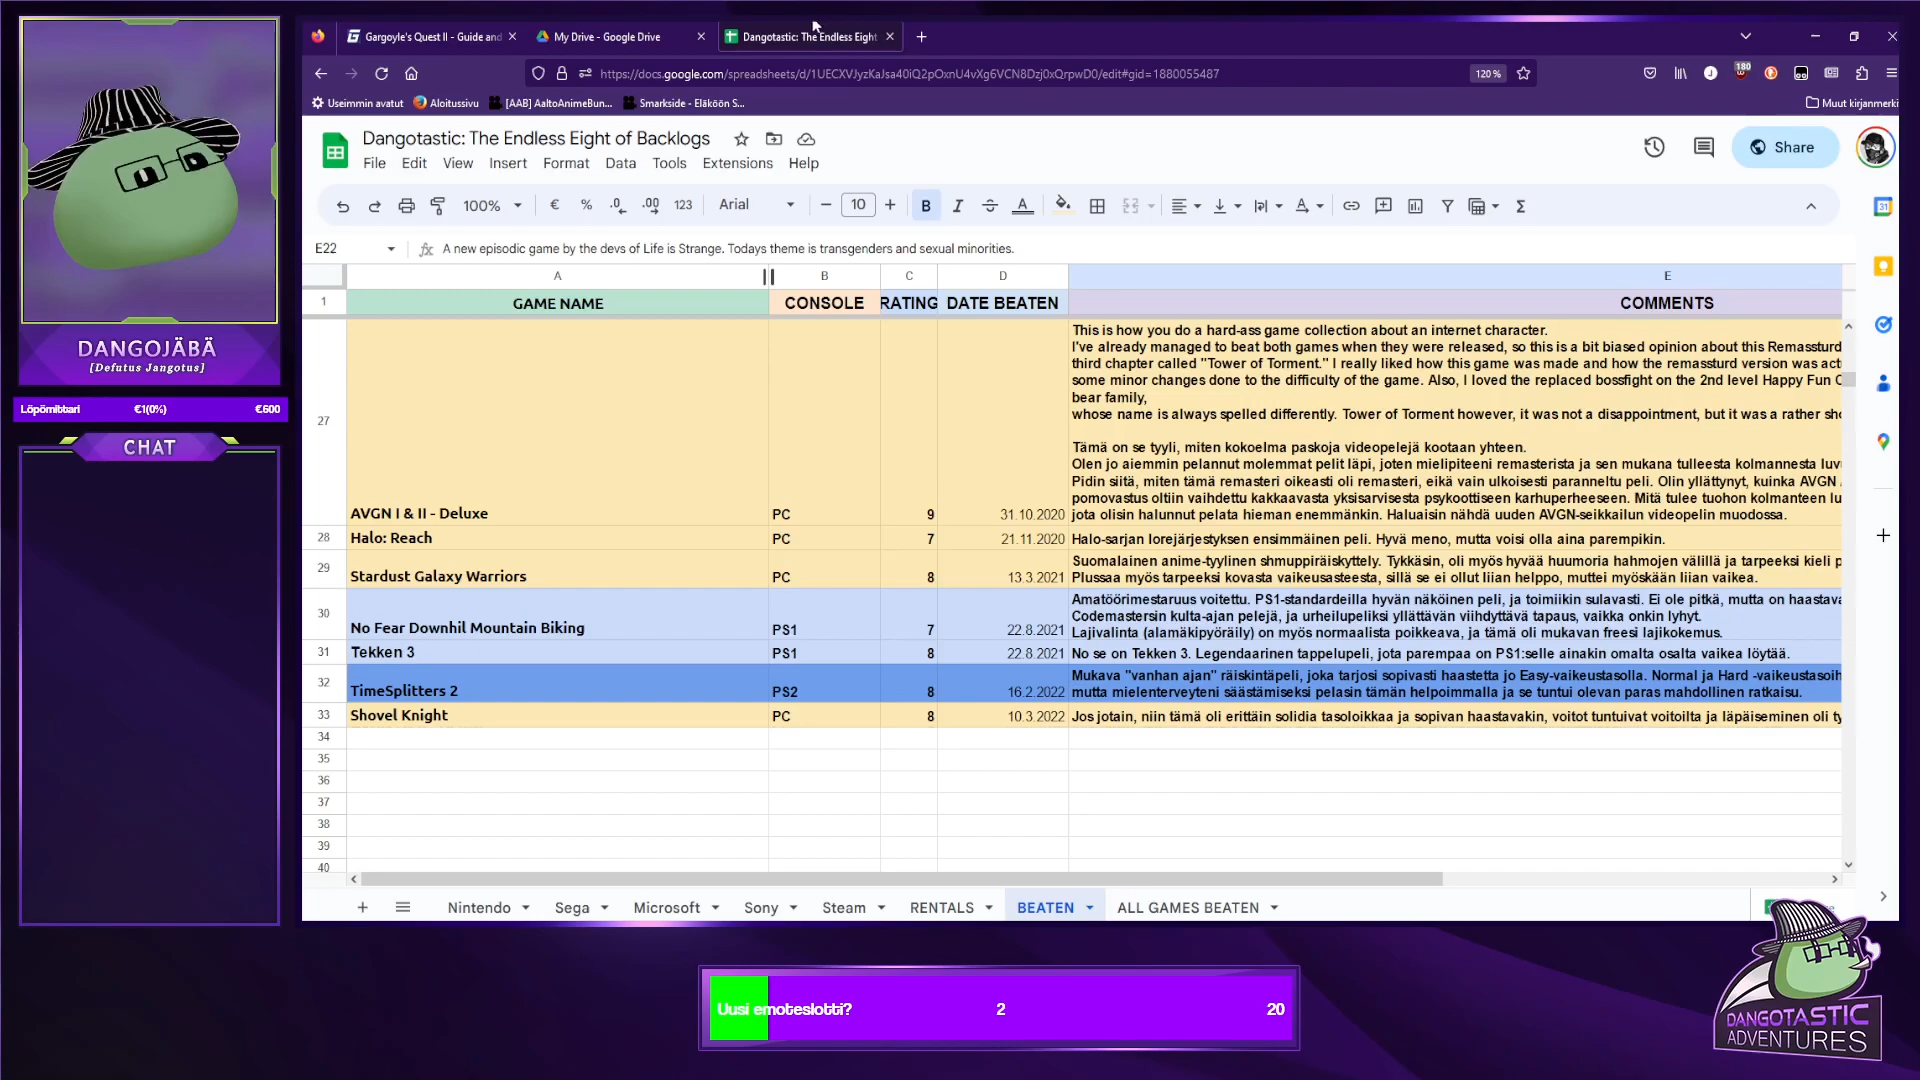 Gargoyle's Quest II - Guide and
My Drive - Google Drive
Dangotastic: The Endless Eight
https://docs.google.com/spreadsheets/d/1UECXVJyzKaJsa40iQ2pOxnU4vXg6VCN8Dzj0xQrpwD0/edit#gid=1880055487
120 %
180
Useimmin avatut
Aloitussivu
[AAB] AaltoAnimeBun...
Smarkside - Eläköön S...
Muut kirjanmerki
Dangotastic: The Endless Eight of Backlogs
File Edit View Insert Format Data Tools Extensions Help
Share
100% € % .0 .00 123 Arial 10 B I A Σ
E22
fx A new episodic game by the devs of Life is Strange. Todays theme is transgenders and sexual minorities.
A B C D E
1 GAME NAME CONSOLE RATING DATE BEATEN COMMENTS
This is how you do a hard-ass game collection about an internet character.
I've already managed to beat both games when they were released, so this is a bit biased opinion about this Remassturd
third chapter called "Tower of Torment." I really liked how this game was made and how the remassturd version was act
some minor changes done to the difficulty of the game. Also, I loved the replaced bossfight on the 2nd level Happy Fun C
bear family,
whose name is always spelled differently. Tower of Torment however, it was not a disappointment, but it was a rather sho
Tämä on se tyyli, miten kokoelma paskoja videopelejä kootaan yhteen.
Olen jo aiemmin pelannut molemmat pelit läpi, joten mielipiteeni remasterista ja sen mukana tulleesta kolmannesta luv
Pidin siitä, miten tämä remasteri oikeasti oli remasteri, eikä vain ulkoisesti paranneltu peli. Olin yllättynyt, kuinka AVGN
pomovastus oltiin vaihdettu kakkaavasta yksisarvisesta psykoottiseen karhuperheeseen. Mitä tulee tuohon kolmanteen lu
27 AVGN I & II - Deluxe PC 9 31.10.2020 jota olisin halunnut pelata hieman enemmänkin. Haluaisin nähdä uuden AVGN-seikkailun videopelin muodossa.
28 Halo: Reach PC 7 21.11.2020 Halo-sarjan lorejärjestyksen ensimmäinen peli. Hyvä meno, mutta voisi olla aina parempikin.
Suomalainen anime-tyylinen shmuppiräiskyttely. Tykkäsin, oli myös hyvää huumoria hahmojen välillä ja tarpeeksi kieli p
29 Stardust Galaxy Warriors PC 8 13.3.2021 Plussaa myös tarpeeksi kovasta vaikeusasteesta, sillä se ei ollut liian helppo, muttei myöskään liian vaikea.
Amatöörimestaruus voitettu. PS1-standardeilla hyvän näköinen peli, ja toimiikin sulavasti. Ei ole pitkä, mutta on haastava
Codemastersin kulta-ajan pelejä, ja urheilupeliksi yllättävän viihdyttävä tapaus, vaikka onkin lyhyt.
30 No Fear Downhil Mountain Biking PS1 7 22.8.2021 Lajivalinta (alamäkipyöräily) on myös normaalista poikkeava, ja tämä oli mukavan freesi lajikokemus.
31 Tekken 3 PS1 8 22.8.2021 No se on Tekken 3. Legendaarinen tappelupeli, jota parempaa on PS1:selle ainakin omalta osalta vaikea löytää.
Mukava "vanhan ajan" räiskintäpeli, joka tarjosi sopivasti haastetta jo Easy-vaikeustasolla. Normal ja Hard -vaikeustasoih
32 TimeSplitters 2 PS2 8 16.2.2022 mutta mielenterveyteni säästämiseksi pelasin tämän helpoimmalla ja se tuntui olevan paras mahdollinen ratkaisu.
33 Shovel Knight PC 8 10.3.2022 Jos jotain, niin tämä oli erittäin solidia tasoloikkaa ja sopivan haastavakin, voitot tuntuivat voitoilta ja läpäiseminen oli ty
34
35
36
37
38
39
40
Nintendo Sega Microsoft Sony Steam RENTALS BEATEN ALL GAMES BEATEN
DANGOJÄBÄ
[Defutus Jangotus]
Löpömittari €1(0%) €600
CHAT
Uusi emoteslotti? 2 20
DANGOTASTIC
ADVENTURES